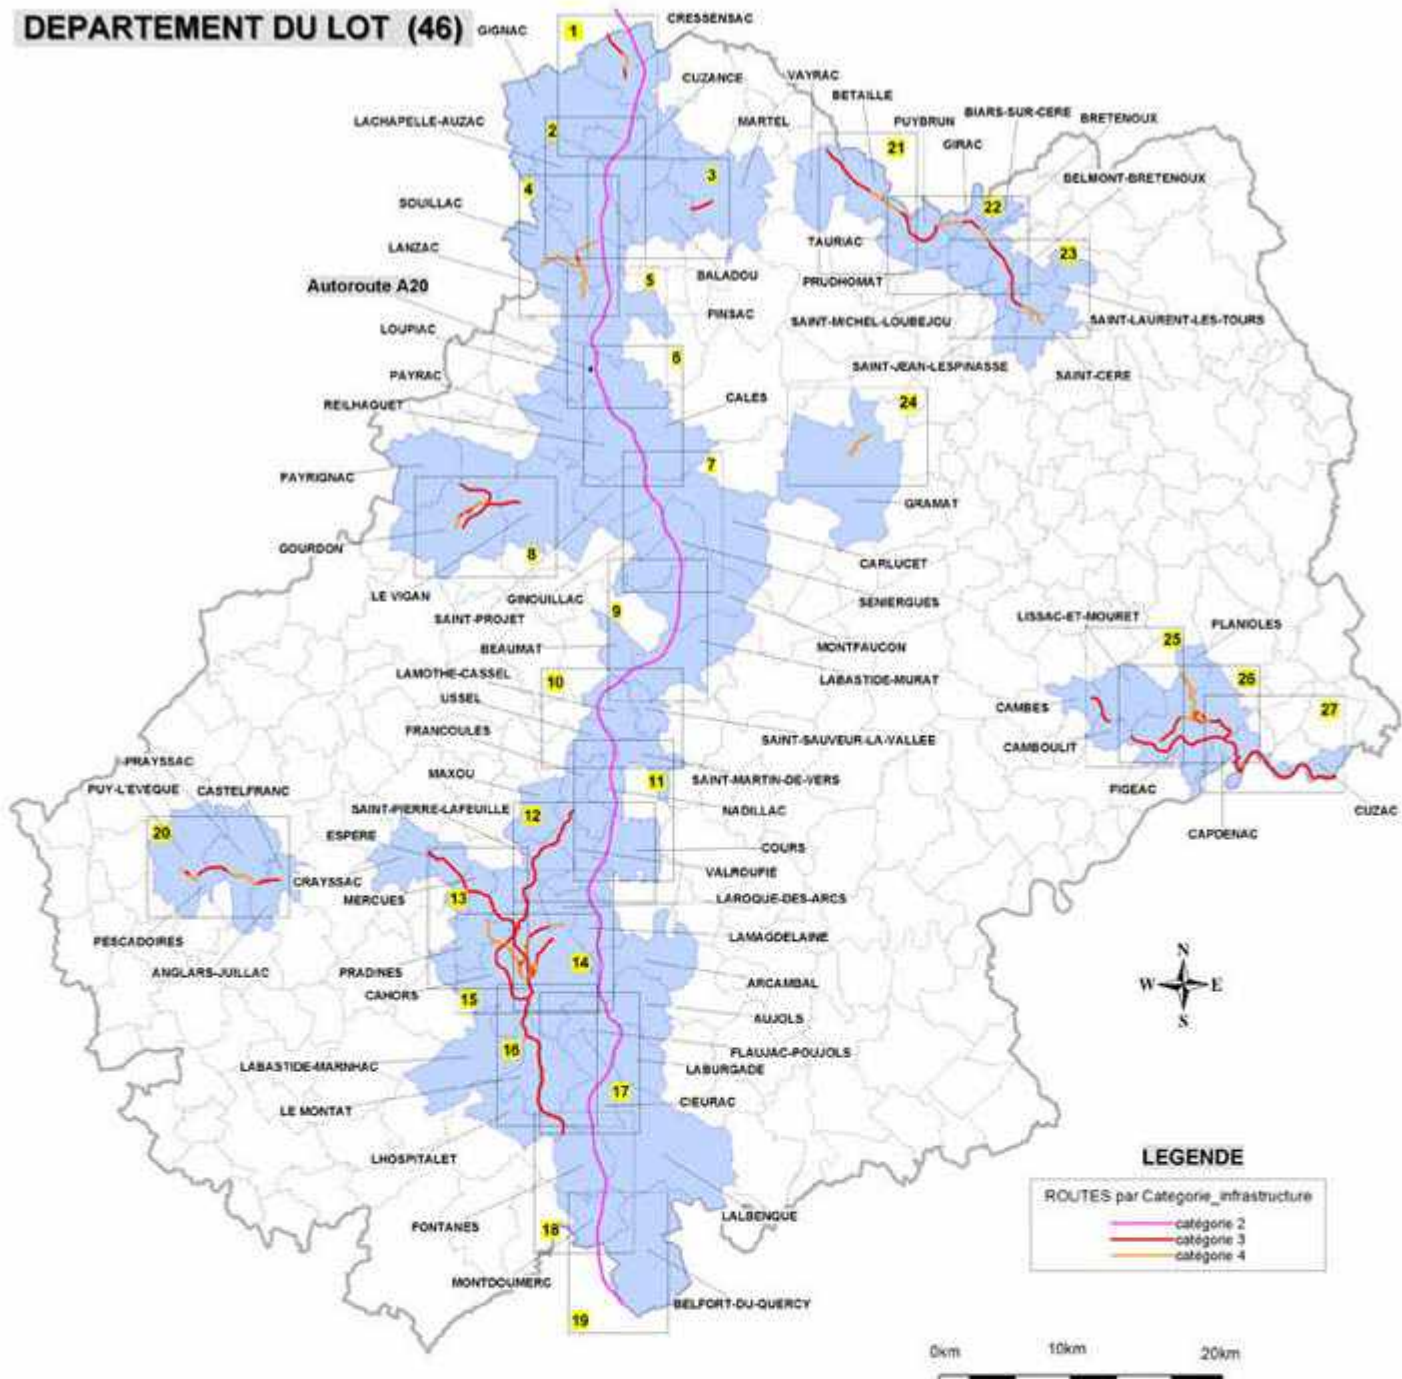 DEPARTEMENT DU LOT (46)
GIGNAC
1
CRESSENSAC
CUZANCE
VAYRAC
BETAILLE
PUYBRUN
BIARS-SUR-CERE
BRETENOUX
LACHAPELLE-AUZAC
2
MARTEL
21
GIRAC
BELMONT-BRETENOUX
4
3
22
SOUILLAC
LANZAC
TAURIAC
23
Autoroute A20
5
BALADOU
PRUDHOMAT
PINSAC
SAINT-MICHEL-LOUBEJOU
SAINT-LAURENT-LES-TOURS
LOUPIAC
6
SAINT-JEAN-LESPINASSE
SAINT-CERE
PAYRAC
REILHAGUET
CALES
24
7
PAYRIGNAC
GRAMAT
GOURDON
8
CARLUCET
LE VIGAN
GINOUILLAC
SENIERGUES
SAINT-PROJET
9
LISSAC-ET-MOURET
PLANIOLES
BEAUMAT
MONTFAUCON
25
LAMOTHE-CASSEL
10
LABASTIDE-MURAT
26
USSEL
CAMBES
27
FRANCOULES
SAINT-SAUVEUR-LA-VALLEE
CAMBOULIT
PRAYSSAC
MAXOU
11
SAINT-MARTIN-DE-VERS
PUY-L'EVEQUE
CASTELFRANC
FIGEAC
SAINT-PIERRE-LAFEUILLE
12
NADILLAC
CUZAC
20
ESPERE
CAPDENAC
COURS
VALROUFIE
CRAYSSAC
MERCUES
13
LAROQUE-DES-ARCS
PESCADOIRES
LAMAGDELAINE
ANGLARS-JUILLAC
PRADINES
14
ARCAMBAL
CAHORS
15
AUJOLS
N
W
E
S
16
FLAUJAC-POUJOLS
LABASTIDE-MARNHAC
LABURGADE
17
LE MONTAT
CIEURAC
LHOSPITALET
LEGENDE
ROUTES par Categorie_infrastructure
catégorie 2
catégorie 3
catégorie 4
FONTANES
18
LALBENQUE
MONTDOUMERC
BELFORT-DU-QUERCY
19
0km
10km
20km